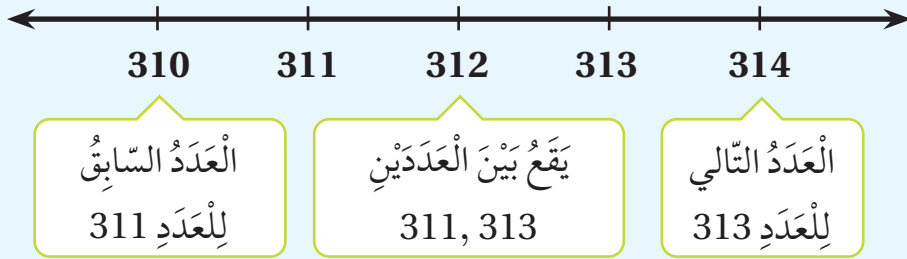 310 311 312 313 314
الْعَدَدُ السّابِقُ
لِلْعَدَدِ 311
يَقَعُ بَيْنَ الْعَدَدَيْنِ
311, 313
الْعَدَدُ التّالي
لِلْعَدَدِ 313